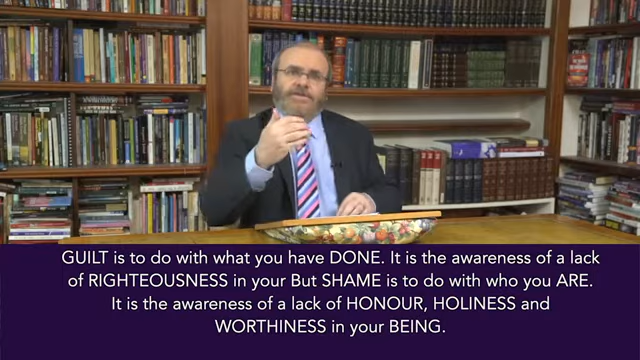 GUILT is to do with what you have DONE. It is the awareness of a lack
of RIGHTEOUSNESS in your But SHAME is to do with who you ARE.
It is the awareness of a lack of HONOUR, HOLINESS and
WORTHINESS in your BEING.